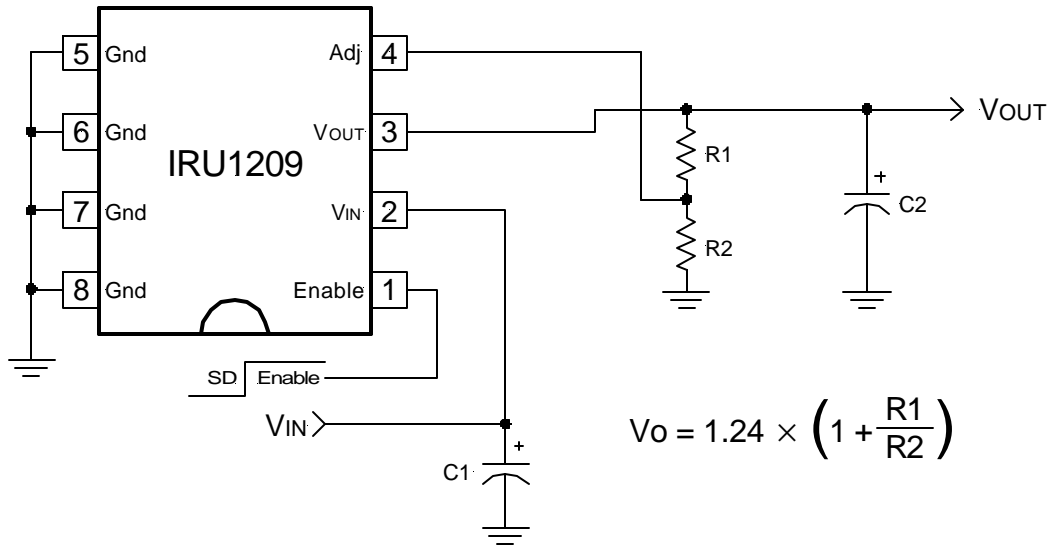 5 Gnd
Adj 4
6 Gnd
VOUT 3
IRU1209
7 Gnd
VIN 2
8 Gnd
Enable 1
SD Enable
VIN
+
C1
VOUT
R1
+
C2
R2
Vo = 1.24 × (1 + R1/R2)